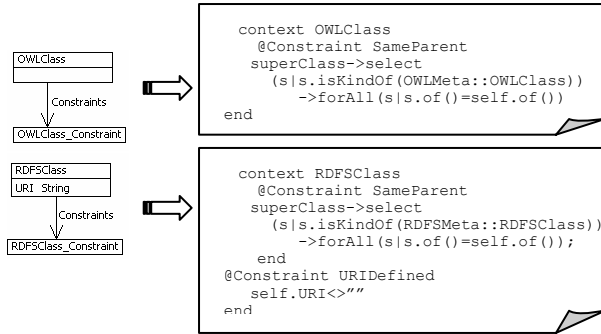 OWLClass
Constraints
OWLClass_Constraint
context OWLClass
@Constraint SameParent
superClass->select
(s|s.isKindOf(OWLMeta::OWLClass))
->forAll(s|s.of()=self.of())
end
RDFSClass
URI String
Constraints
RDFSClass_Constraint
context RDFSClass
@Constraint SameParent
superClass->select
(s|s.isKindOf(RDFSMeta::RDFSClass))
->forAll(s|s.of()=self.of());
end
@Constraint URIDefined
self.URI<>””
end